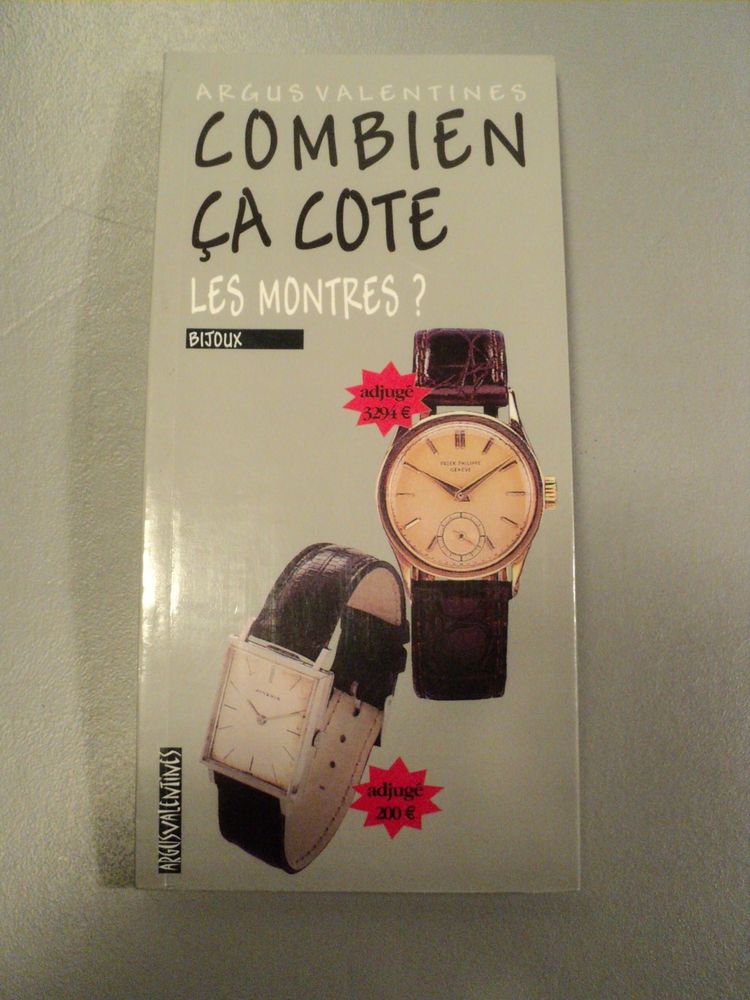 ARGUS VALENTINES
COMBIEN
ÇA COTE
LES MONTRES ?
BIJOUX
adjugé
3294 €
PATEK PHILIPPE
GENEVE
adjugé
200 €
ARGUS VALENTINES